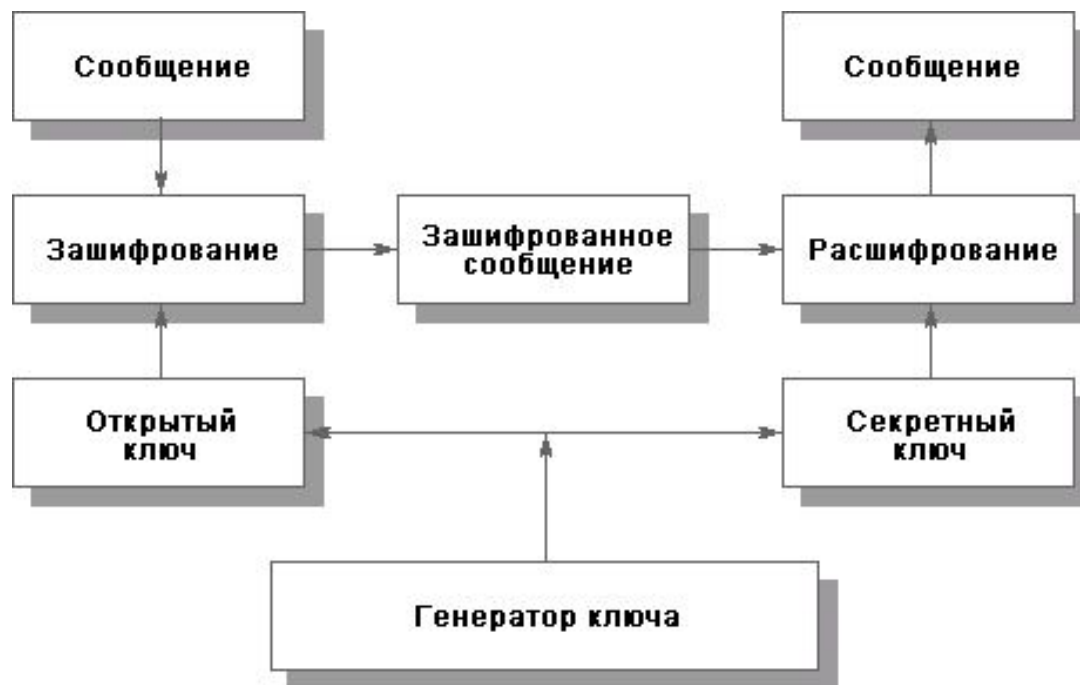 Сообщение
Сообщение
Зашифрование
Зашифрованное
сообщение
Расшифрование
Открытый
ключ
Секретный
ключ
Генератор ключа